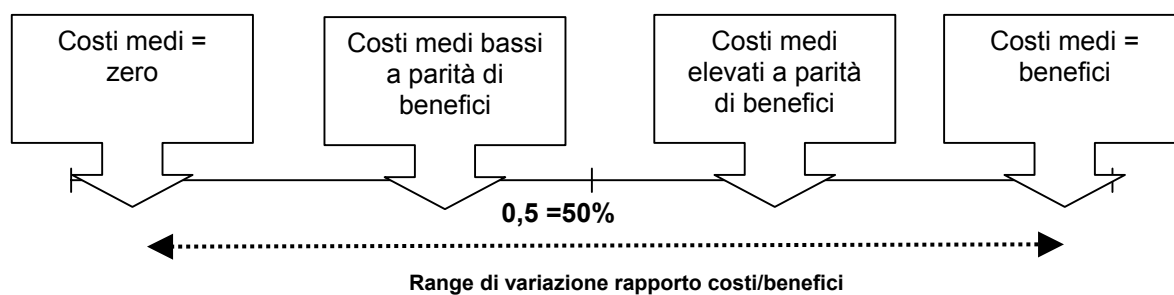 Costi medi =
zero
Costi medi bassi
a parità di
benefici
Costi medi
elevati a parità
di benefici
Costi medi =
benefici
0,5 =50%
Range di variazione rapporto costi/benefici